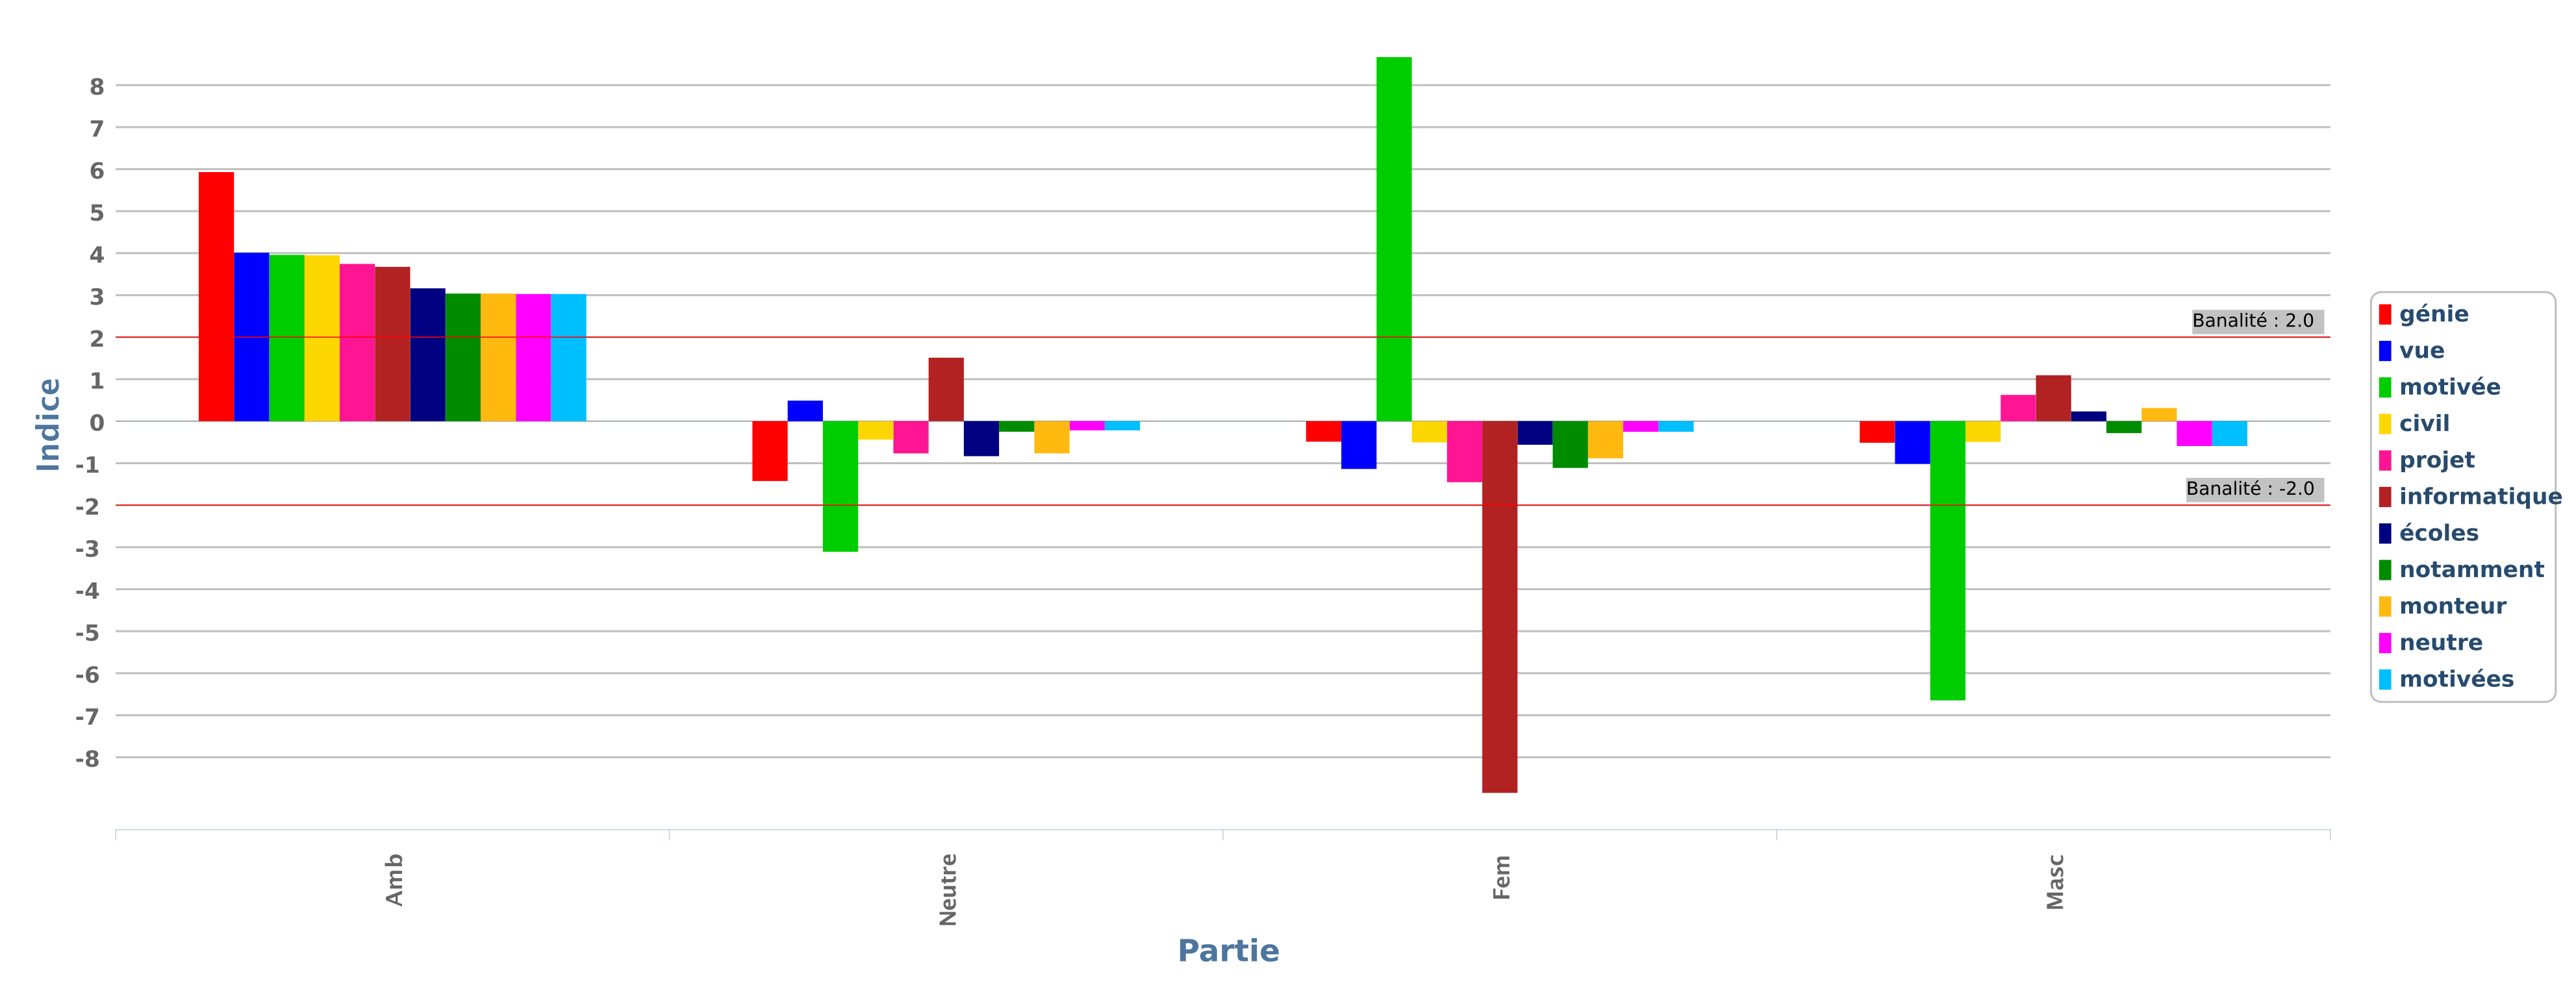 8
7
6
5
4
3
2
1
0
-1
-2
-3
-4
-5
-6
-7
-8
Indice
Banalité : 2.0
Banalité : -2.0
Amb
Neutre
Fem
Masc
Partie
génie
vue
motivée
civil
projet
informatique
écoles
notamment
monteur
neutre
motivées